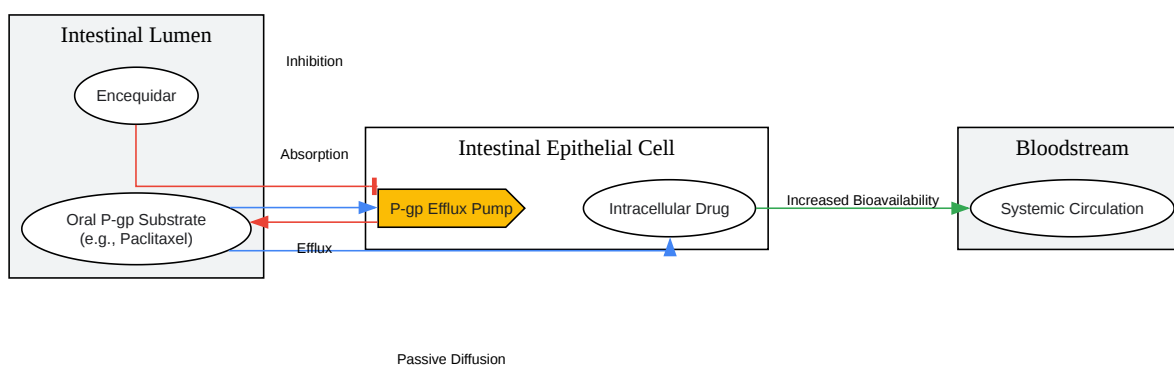 Intestinal Lumen
Encequidar
Oral P-gp Substrate
(e.g., Paclitaxel)
Inhibition
Absorption
Efflux
Passive Diffusion
Intestinal Epithelial Cell
P-gp Efflux Pump
Intracellular Drug
Increased Bioavailability
Bloodstream
Systemic Circulation